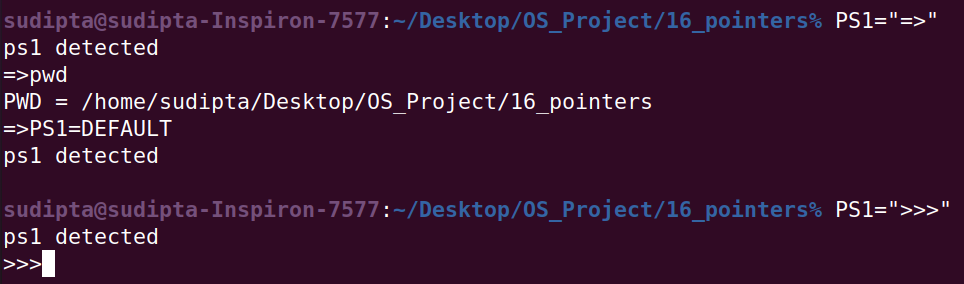 sudipta@sudipta-Inspiron-7577:~/Desktop/OS_Project/16_pointers% PS1="=>"
ps1 detected
=>pwd
PWD = /home/sudipta/Desktop/OS_Project/16_pointers
=>PS1=DEFAULT
ps1 detected
sudipta@sudipta-Inspiron-7577:~/Desktop/OS_Project/16_pointers% PS1=">>>"
ps1 detected
>>>